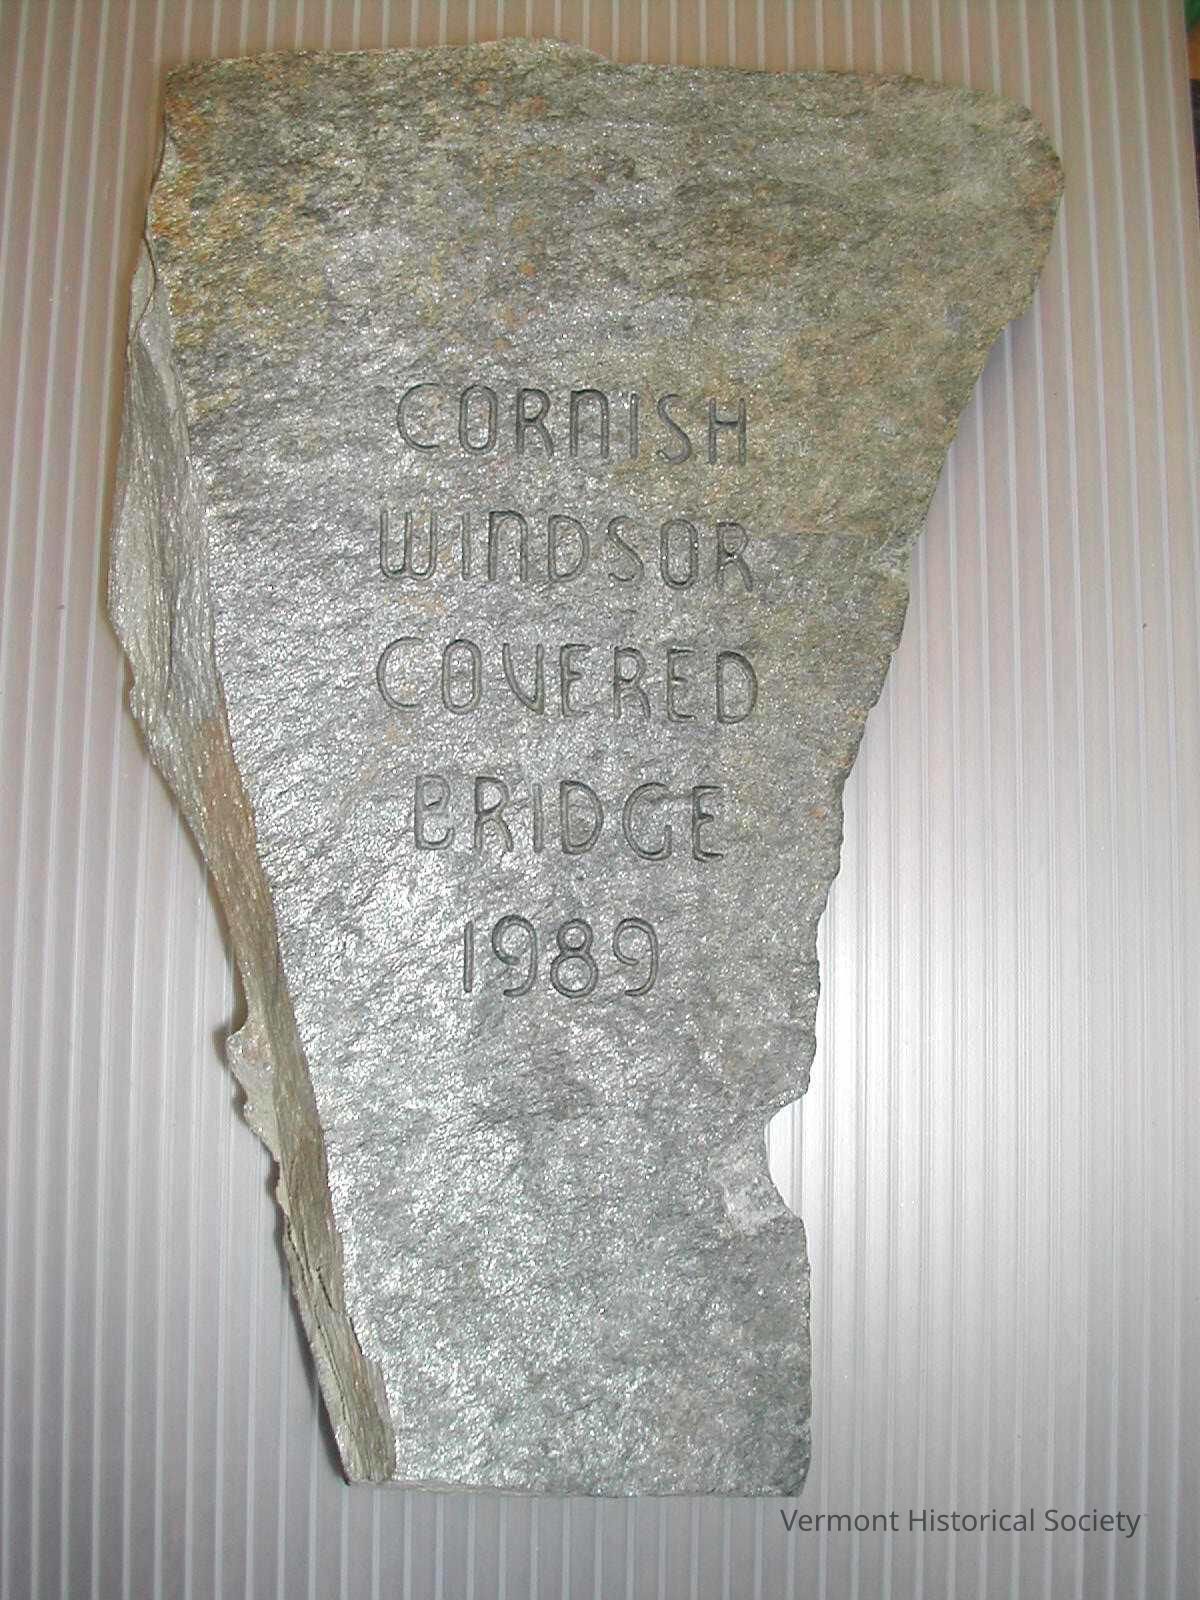 CORNISH
WINDSOR
COVERED
BRIDGE
1989
Vermont Historical Society